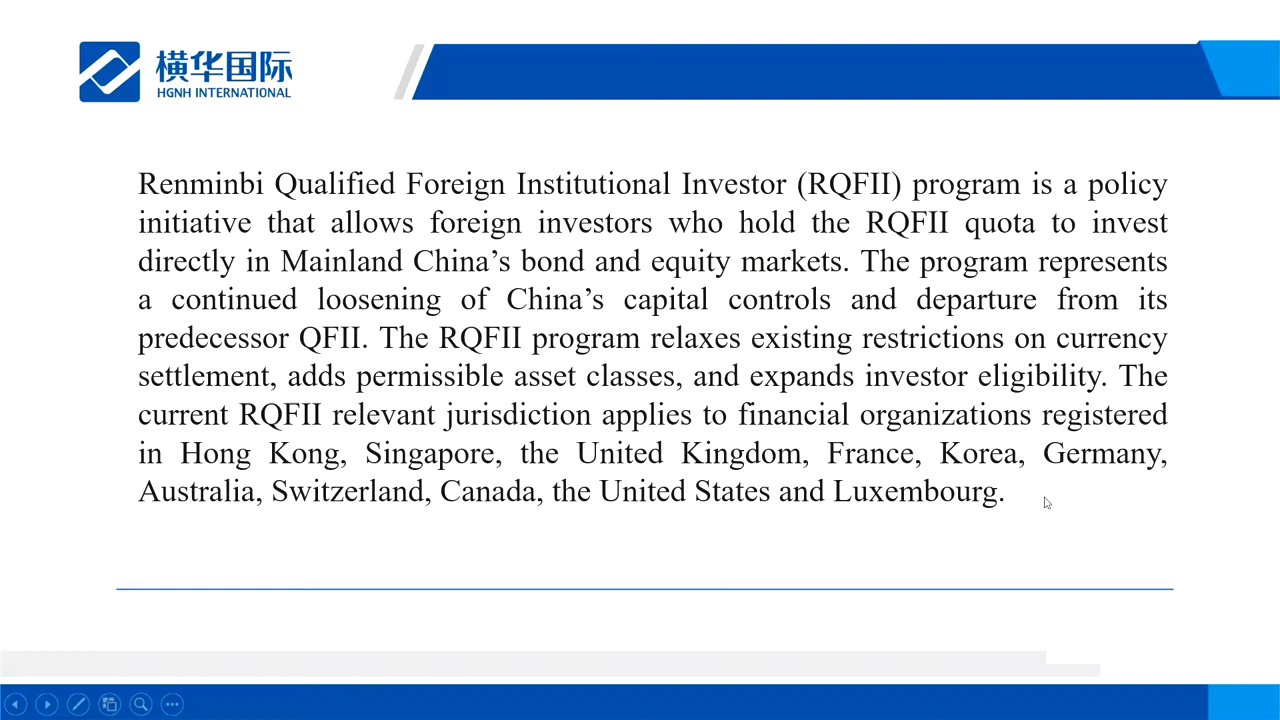 横华国际
HGNH INTERNATIONAL
Renminbi Qualified Foreign Institutional Investor (RQFII) program is a policy
initiative that allows foreign investors who hold the RQFII quota to invest
directly in Mainland China’s bond and equity markets. The program represents
a continued loosening of China’s capital controls and departure from its
predecessor QFII. The RQFII program relaxes existing restrictions on currency
settlement, adds permissible asset classes, and expands investor eligibility. The
current RQFII relevant jurisdiction applies to financial organizations registered
in Hong Kong, Singapore, the United Kingdom, France, Korea, Germany,
Australia, Switzerland, Canada, the United States and Luxembourg.